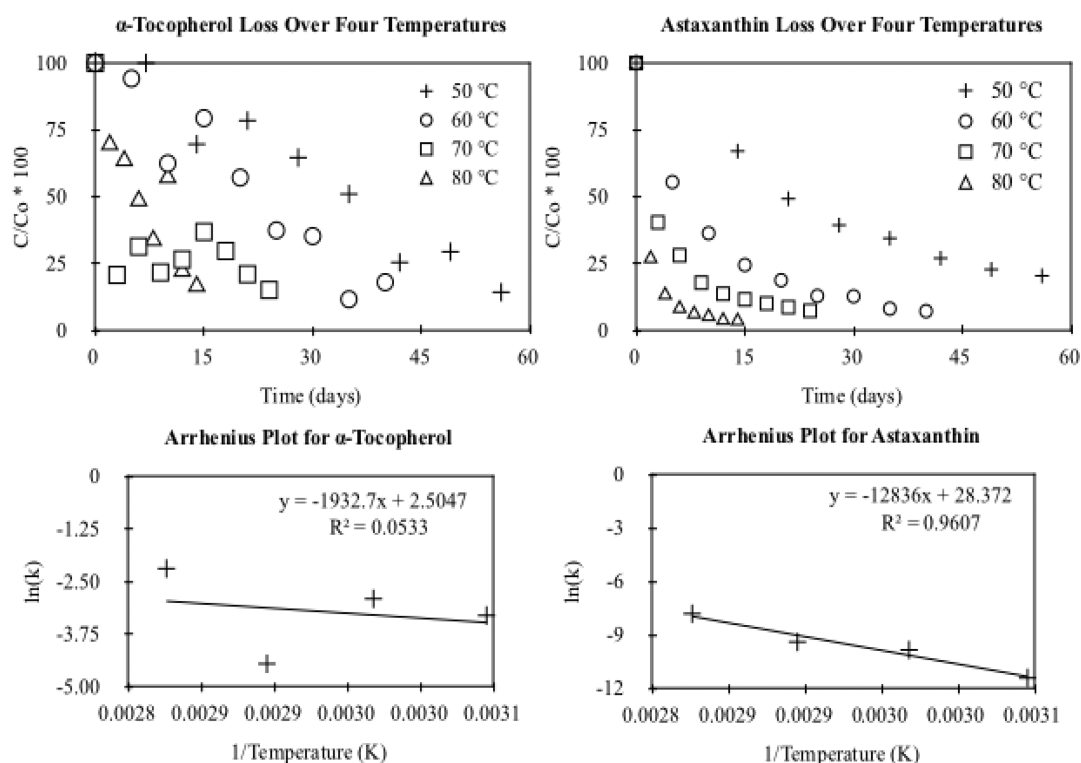 α-Tocopherol Loss Over Four Temperatures
100
75
50
25
0
C/Co * 100
50 °C
60 °C
70 °C
80 °C
0 15 30 45 60
Time (days)
Astaxanthin Loss Over Four Temperatures
100
75
50
25
0
C/Co * 100
50 °C
60 °C
70 °C
80 °C
0 15 30 45 60
Time (days)
Arrhenius Plot for α-Tocopherol
0
-1.25
-2.50
-3.75
-5.00
ln(k)
y = -1932.7x + 2.5047
R² = 0.0533
0.0028 0.0029 0.0029 0.0030 0.0030 0.0031
1/Temperature (K)
Arrhenius Plot for Astaxanthin
0
-3
-6
-9
-12
ln(k)
y = -12836x + 28.372
R² = 0.9607
0.0028 0.0029 0.0029 0.0030 0.0030 0.0031
1/Temperature (K)